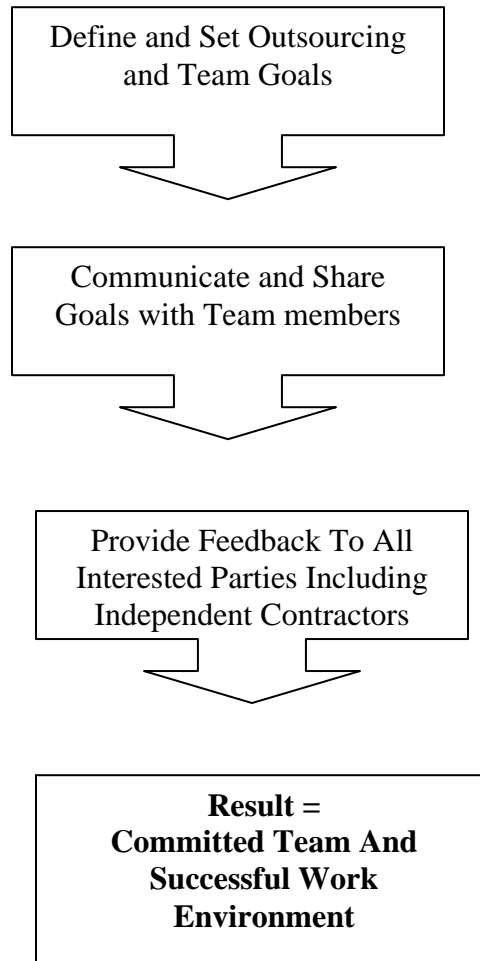 Define and Set Outsourcing
and Team Goals
Communicate and Share
Goals with Team members
Provide Feedback To All
Interested Parties Including
Independent Contractors
Result =
Committed Team And
Successful Work
Environment